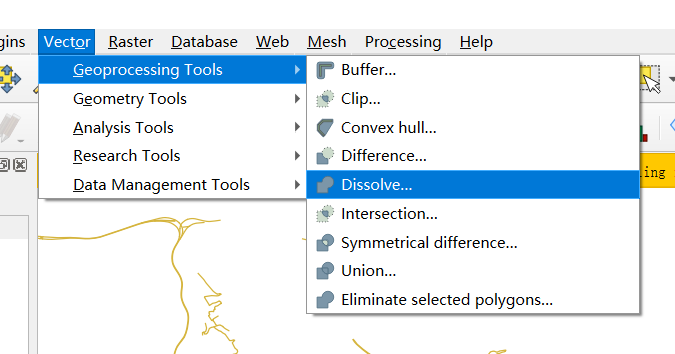 gins Vector Raster Database Web Mesh Processing Help
Geoprocessing Tools
Geometry Tools
Analysis Tools
Research Tools
Data Management Tools
Buffer...
Clip...
Convex hull...
Difference...
Dissolve...
Intersection...
Symmetrical difference...
Union...
Eliminate selected polygons...
ling